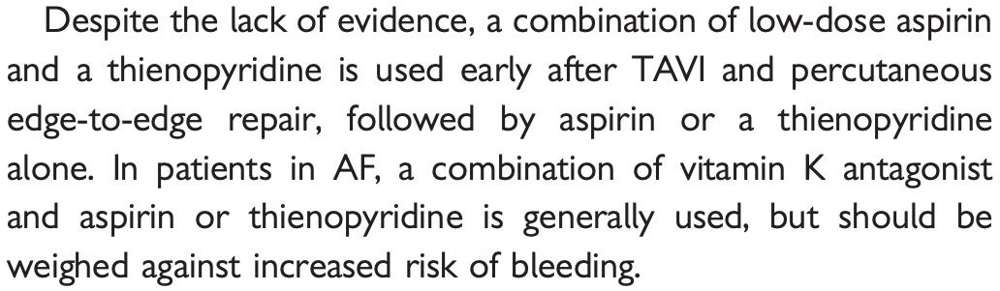 Despite the lack of evidence, a combination of low-dose aspirin
and a thienopyridine is used early after TAVI and percutaneous
edge-to-edge repair, followed by aspirin or a thienopyridine
alone. In patients in AF, a combination of vitamin K antagonist
and aspirin or thienopyridine is generally used, but should be
weighed against increased risk of bleeding.